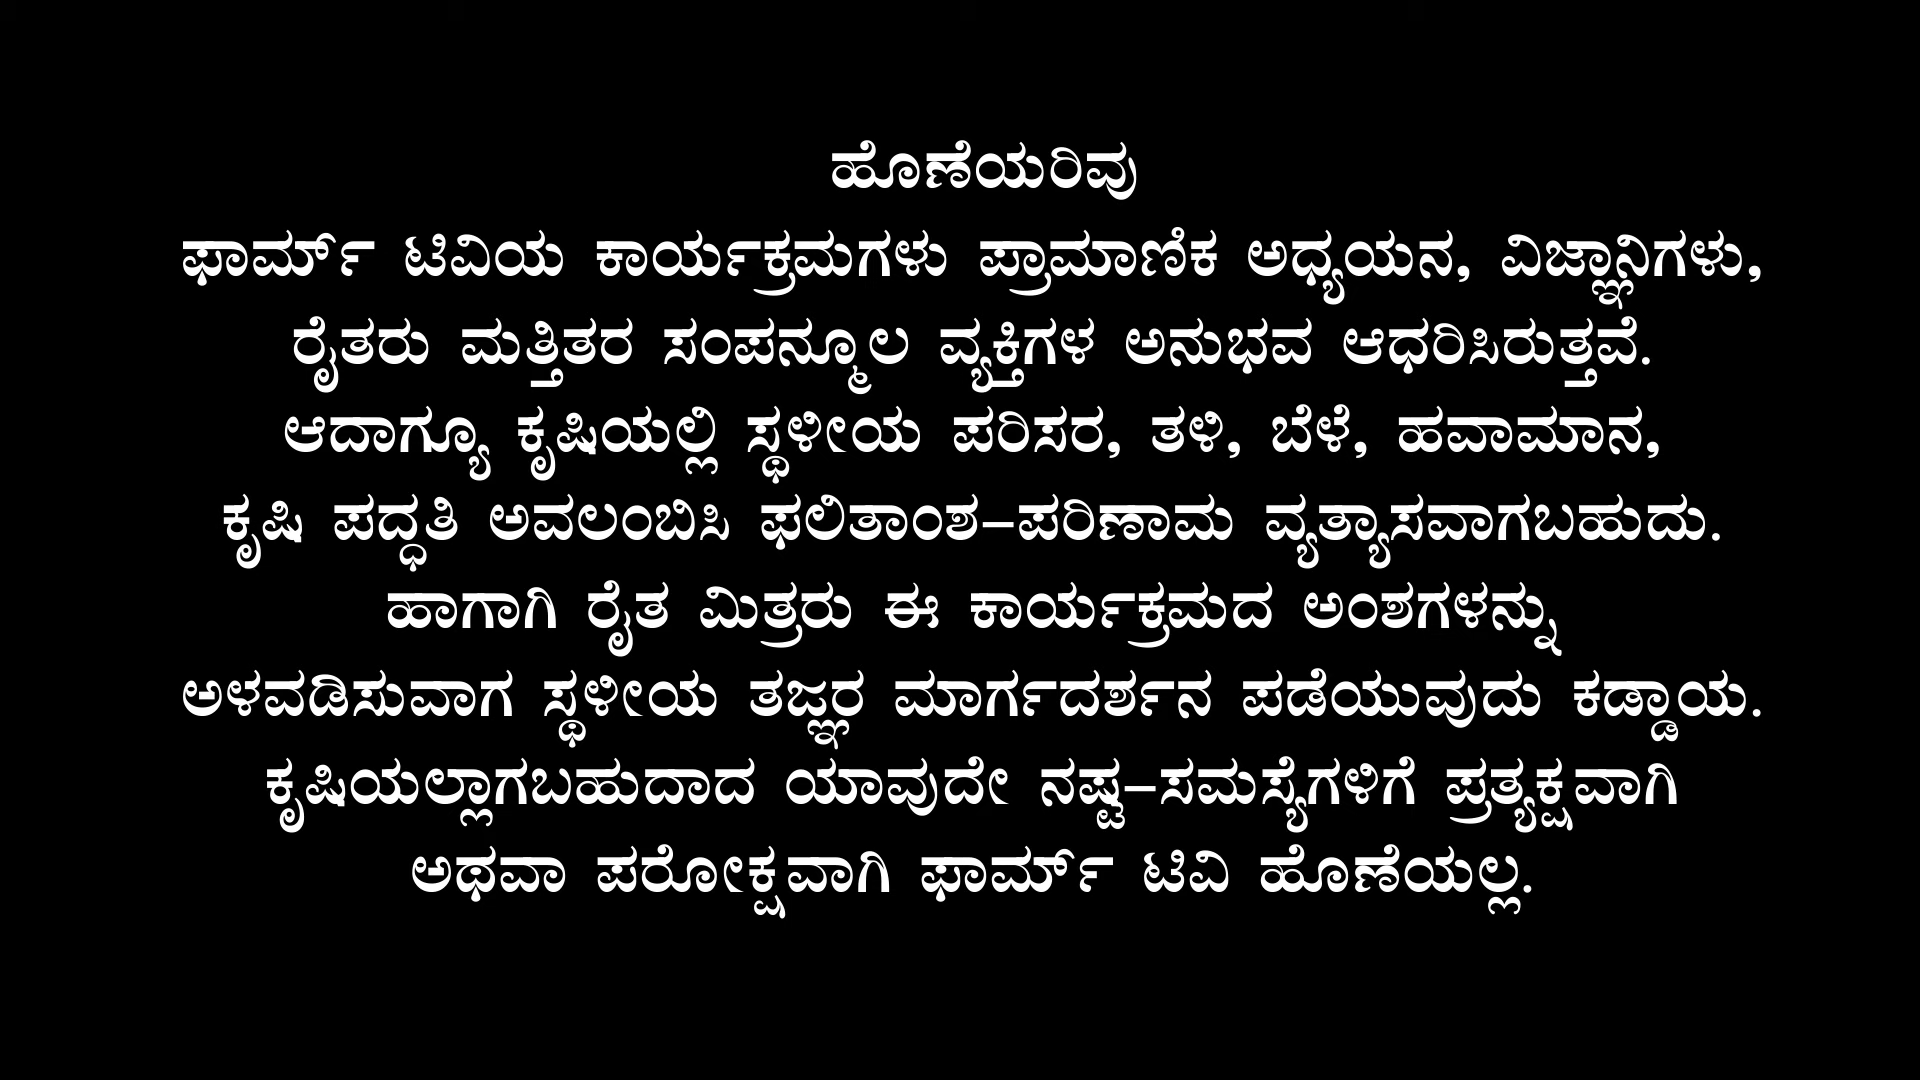 ಹೊಣೆಯರಿವು
ಫಾರ್ಮ್ ಟಿವಿಯ ಕಾರ್ಯಕ್ರಮಗಳು ಪ್ರಾಮಾಣಿಕ ಅಧ್ಯಯನ, ವಿಜ್ಞಾನಿಗಳು,
ರೈತರು ಮತ್ತಿತರ ಸಂಪನ್ಮೂಲ ವ್ಯಕ್ತಿಗಳ ಅನುಭವ ಆಧರಿಸಿರುತ್ತವೆ.
ಆದಾಗ್ಯೂ ಕೃಷಿಯಲ್ಲಿ ಸ್ಥಳೀಯ ಪರಿಸರ, ತಳಿ, ಬೆಳೆ, ಹವಾಮಾನ,
ಕೃಷಿ ಪದ್ಧತಿ ಅವಲಂಬಿಸಿ ಫಲಿತಾಂಶ–ಪರಿಣಾಮ ವ್ಯತ್ಯಾಸವಾಗಬಹುದು.
ಹಾಗಾಗಿ ರೈತ ಮಿತ್ರರು ಈ ಕಾರ್ಯಕ್ರಮದ ಅಂಶಗಳನ್ನು
ಅಳವಡಿಸುವಾಗ ಸ್ಥಳೀಯ ತಜ್ಞರ ಮಾರ್ಗದರ್ಶನ ಪಡೆಯುವುದು ಕಡ್ಡಾಯ.
ಕೃಷಿಯಲ್ಲಾಗಬಹುದಾದ ಯಾವುದೇ ನಷ್ಟ–ಸಮಸ್ಯೆಗಳಿಗೆ ಪ್ರತ್ಯಕ್ಷವಾಗಿ
ಅಥವಾ ಪರೋಕ್ಷವಾಗಿ ಫಾರ್ಮ್ ಟಿವಿ ಹೊಣೆಯಲ್ಲ.